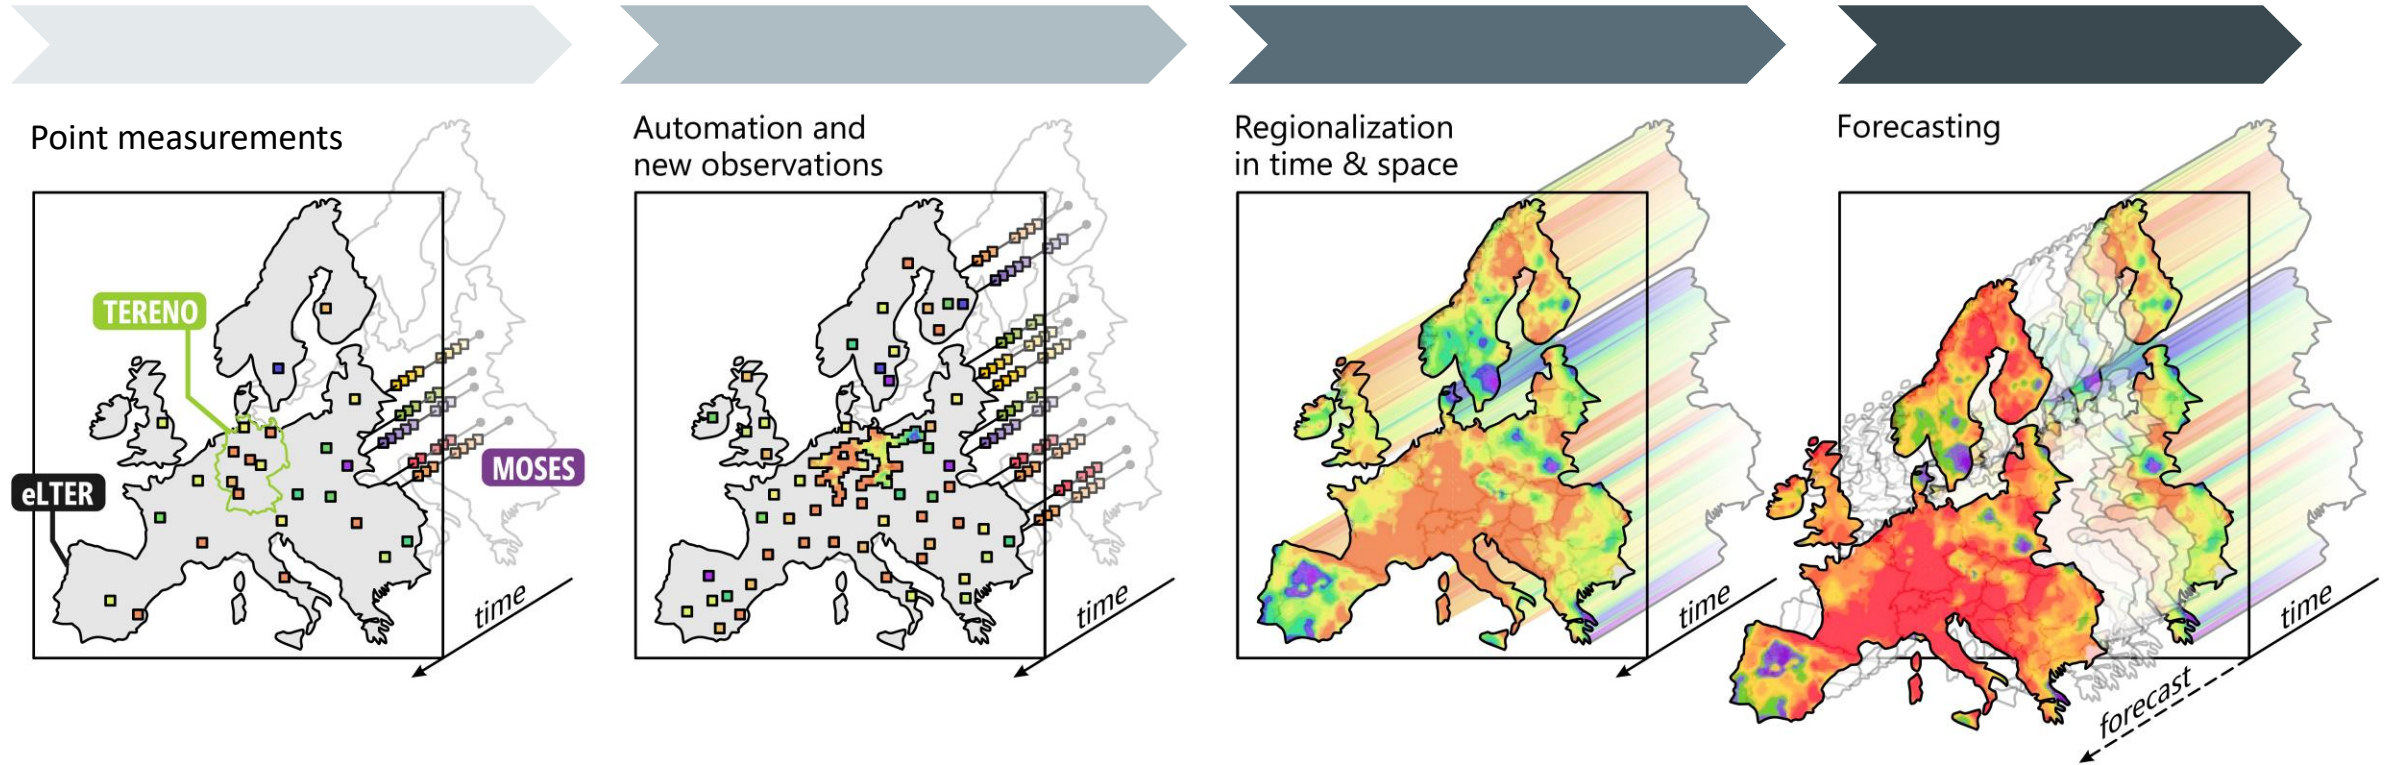 Point measurements
TERENO
eLTER
MOSES
time
Automation and
new observations
time
Regionalization
in time & space
time
Forecasting
time
forecast